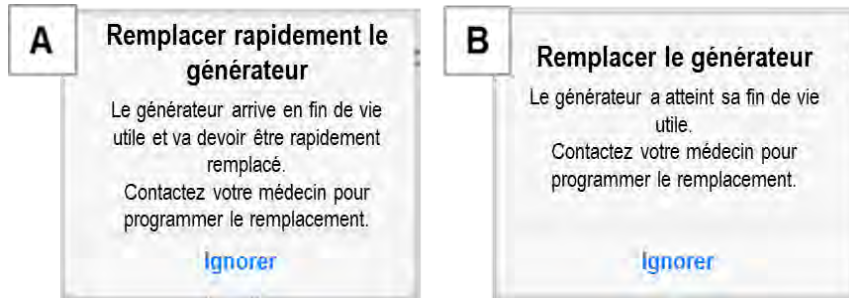 A
Remplacer rapidement le
générateur
Le générateur arrive en fin de vie
utile et va devoir être rapidement
remplacé.
Contactez votre médecin pour
programmer le remplacement.
Ignorer
B
Remplacer le générateur
Le générateur a atteint sa fin de vie
utile.
Contactez votre médecin pour
programmer le remplacement.
Ignorer